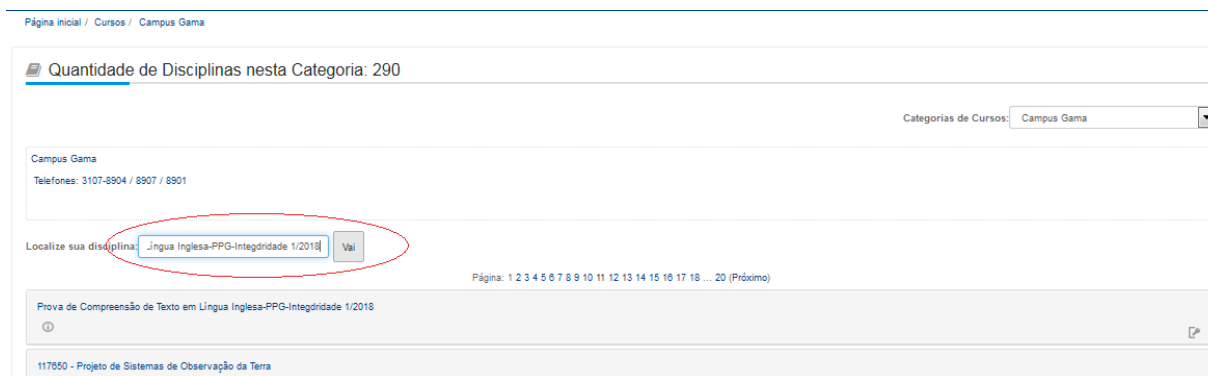 Página inicial / Cursos / Campus Gama
Quantidade de Disciplinas nesta Categoria: 290
Categorias de Cursos: Campus Gama
Campus Gama
Telefones: 3107-8904 / 8907 / 8901
Localize sua disciplina: Língua Inglesa-PPG-Integdridade 1/2018 Vai
Página: 1 2 3 4 5 6 7 8 9 10 11 12 13 14 15 16 17 18 ... 20 (Próximo)
Prova de Compreensão de Texto em Língua Inglesa-PPG-Integdridade 1/2018
117650 - Projeto de Sistemas de Observação da Terra